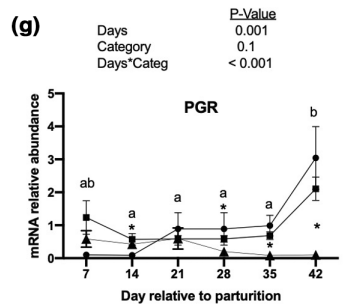 (g)
P-Value
Days 0.001
Category 0.1
Days*Categ < 0.001
PGR
mRNA relative abundance
5
4
3
2
1
0
ab
a
*
a
a
*
a
*
b
*
7 14 21 28 35 42
Day relative to parturition